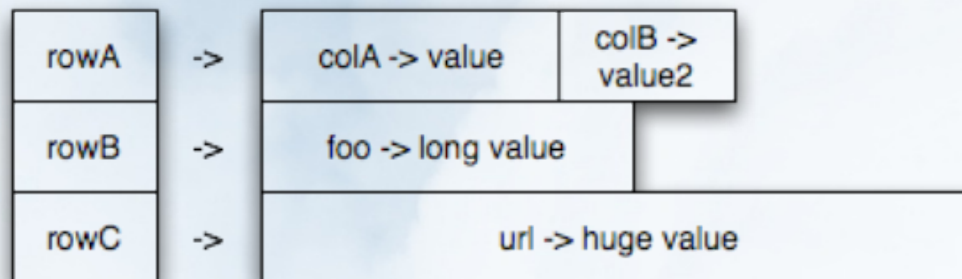 rowA -> colA -> value colB ->
value2
rowB -> foo -> long value
rowC -> url -> huge value